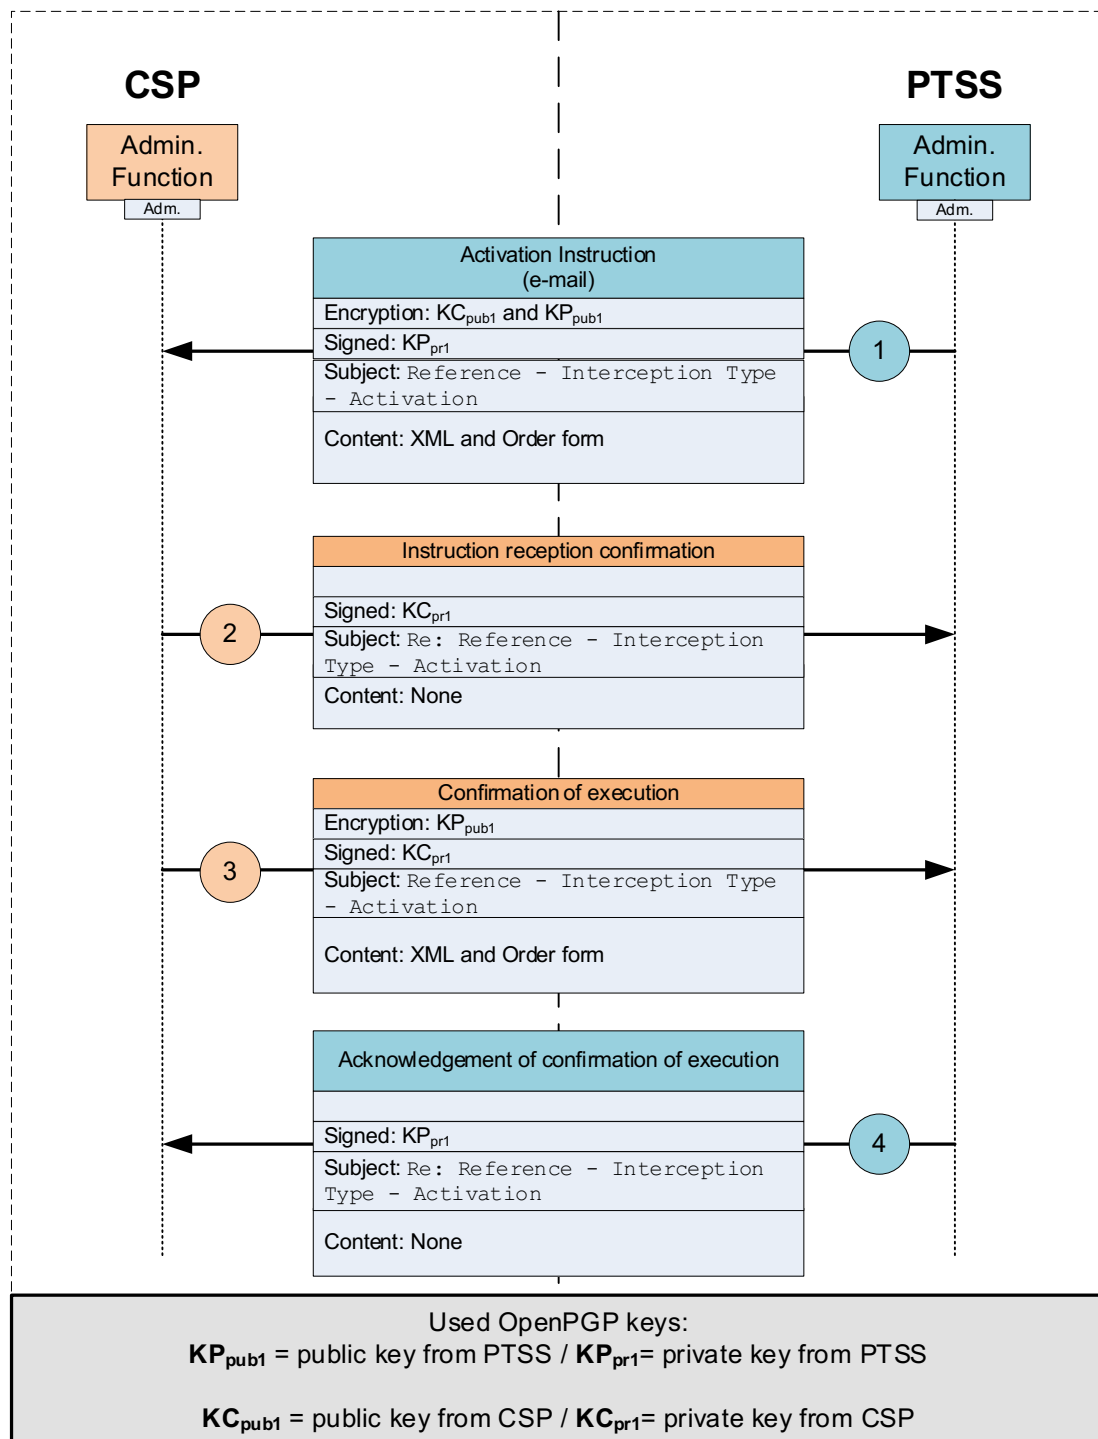 CSP
PTSS
Admin.
Function
Adm.
Admin.
Function
Adm.
Activation Instruction
(e-mail)
Encryption: KCpub1 and KPpub1
Signed: KPpr1
Subject: Reference - Interception Type
- Activation
Content: XML and Order form
1
Instruction reception confirmation
Signed: KCpr1
Subject: Re: Reference - Interception
Type - Activation
Content: None
2
Confirmation of execution
Encryption: KPpub1
Signed: KCpr1
Subject: Reference - Interception Type
- Activation
Content: XML and Order form
3
Acknowledgement of confirmation of execution
Signed: KPpr1
Subject: Re: Reference - Interception
Type - Activation
Content: None
4
Used OpenPGP keys:
KPpub1 = public key from PTSS / KPpr1= private key from PTSS
KCpub1 = public key from CSP / KCpr1= private key from CSP